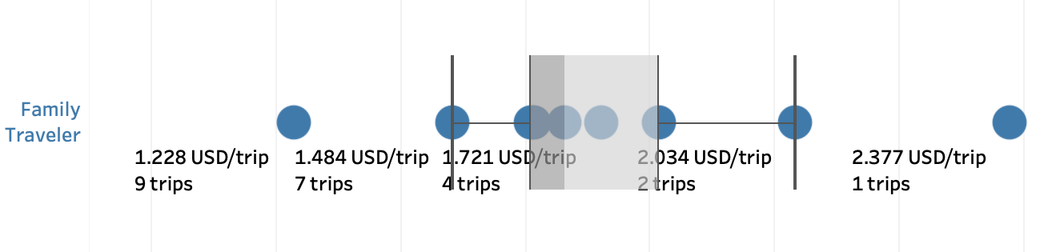 Family
Traveler
1.228 USD/trip
9 trips
1.484 USD/trip
7 trips
1.721 USD/trip
4 trips
2.034 USD/trip
2 trips
2.377 USD/trip
1 trips